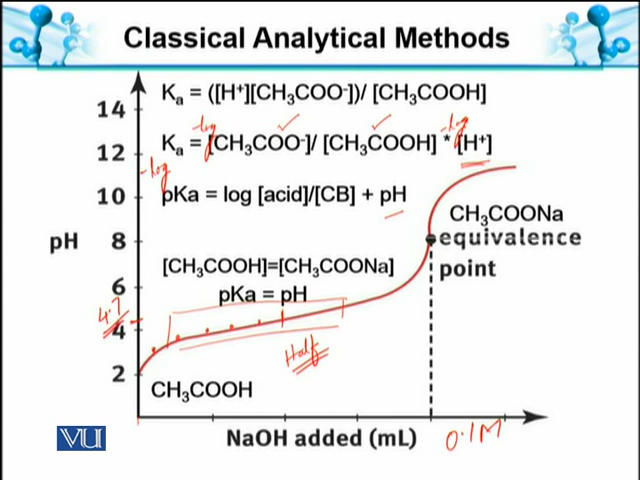 Classical Analytical Methods
Kₐ = ([H⁺][CH₃COO⁻])/ [CH₃COOH]
-log -log
Kₐ = [CH₃COO⁻]/ [CH₃COOH] * [H⁺]
-log
pKa = log [acid]/[CB] + pH
14
12
10
8
6
4
2
pH
4.7
CH₃COONa
equivalence
point
[CH₃COOH]=[CH₃COONa]
pKa = pH
Half
CH₃COOH
VU
NaOH added (mL)
0.1M